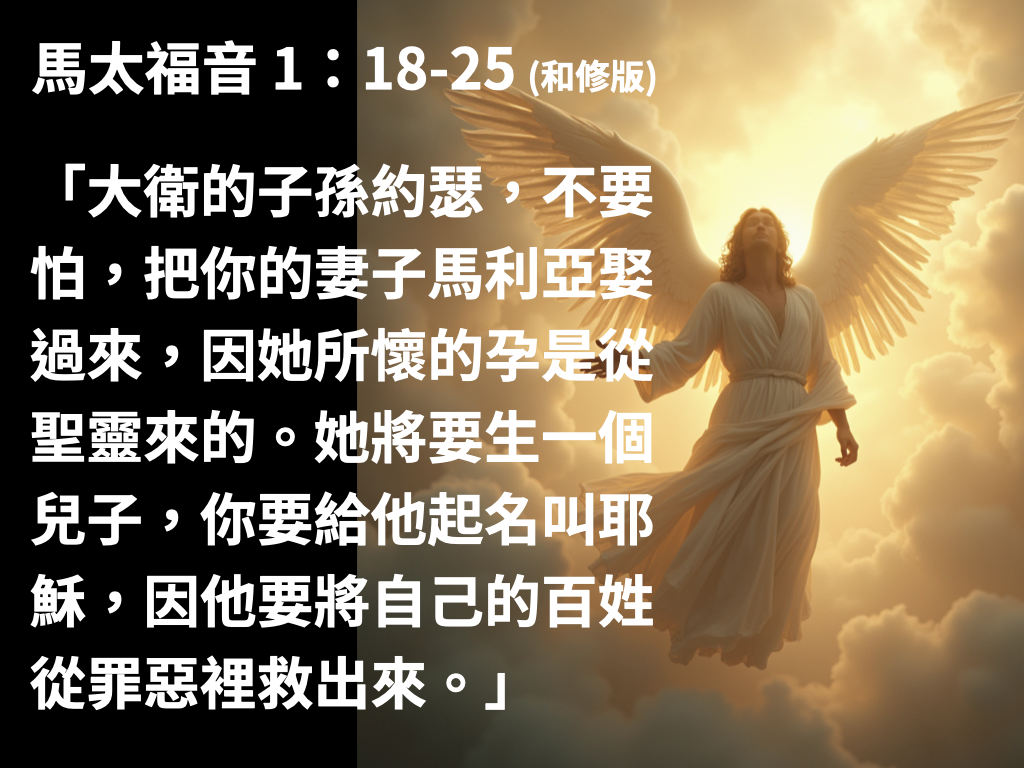 馬太福音 1：18-25 (和修版)
「大衛的子孫約瑟，不要
怕，把你的妻子馬利亞娶
過來，因她所懷的孕是從
聖靈來的。她將要生一個
兒子，你要給他起名叫耶
穌，因他要將自己的百姓
從罪惡裡救出來。」